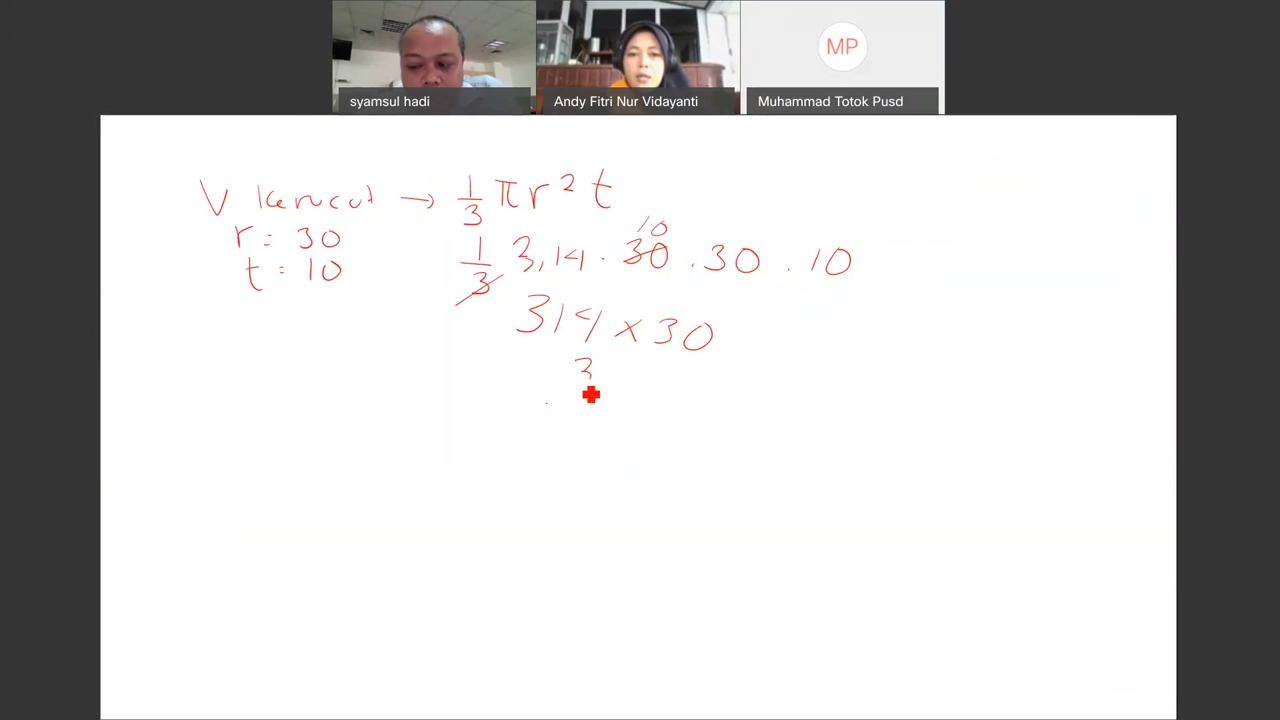 syamsul hadi
Andy Fitri Nur Vidayanti
MP
Muhammad Totok Pusd
V kerucut → 1/3 πr² t
r = 30
t = 10
10
1/3 3,14 . 30 . 30 . 10
314 x 30
3